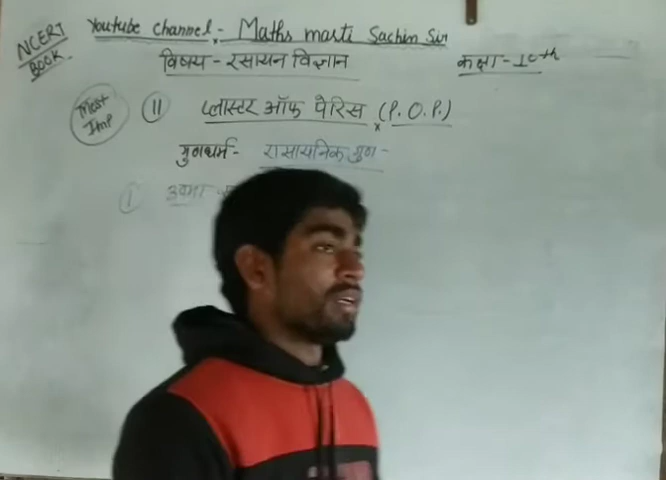 NCERT BOOK.
Youtube channel. Maths masti Sachin Sir
विषय - रसायन विज्ञान
कक्षा - 10th
Most Imp
II प्लास्टर ऑफ पेरिस (P. O. P.)
गुणधर्म - रासायनिक गुण -
I